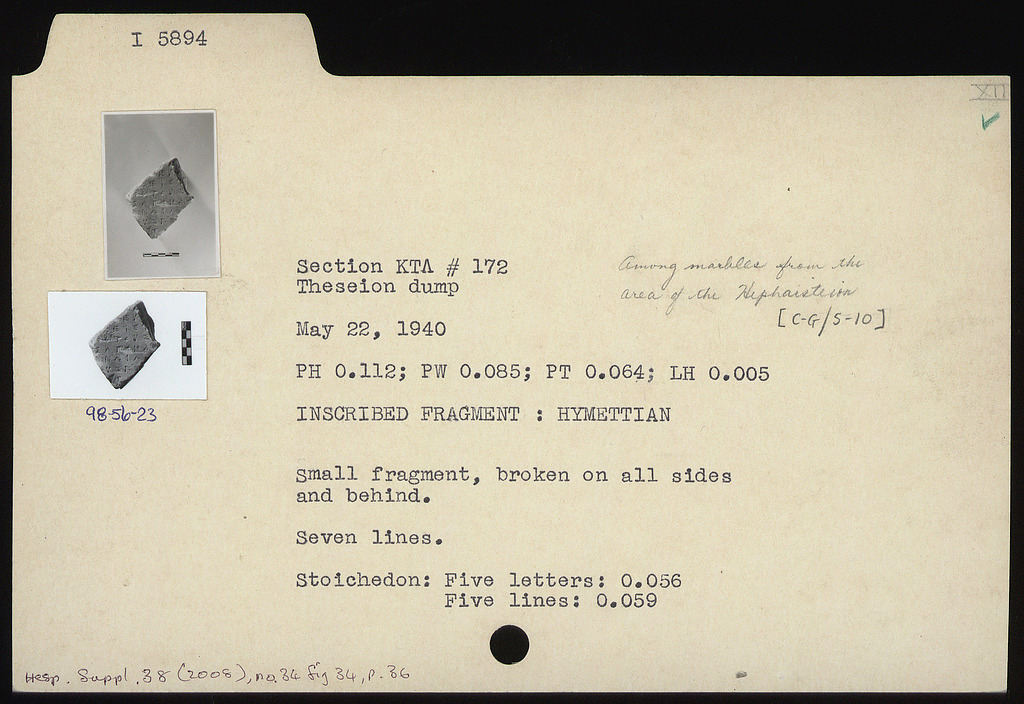 I 5894
XII
Section KTA # 172
Theseion dump
Among marbles from the
area of the Hephaisteion
[C-G/5-10]
May 22, 1940
PH 0.112; PW 0.085; PT 0.064; LH 0.005
98-56-23
INSCRIBED FRAGMENT : HYMETTIAN
Small fragment, broken on all sides
and behind.
Seven lines.
Stoichedon: Five letters: 0.056
Five lines: 0.059
Hesp. Suppl. 38 (2008), no. 34 fig 34, p. 36